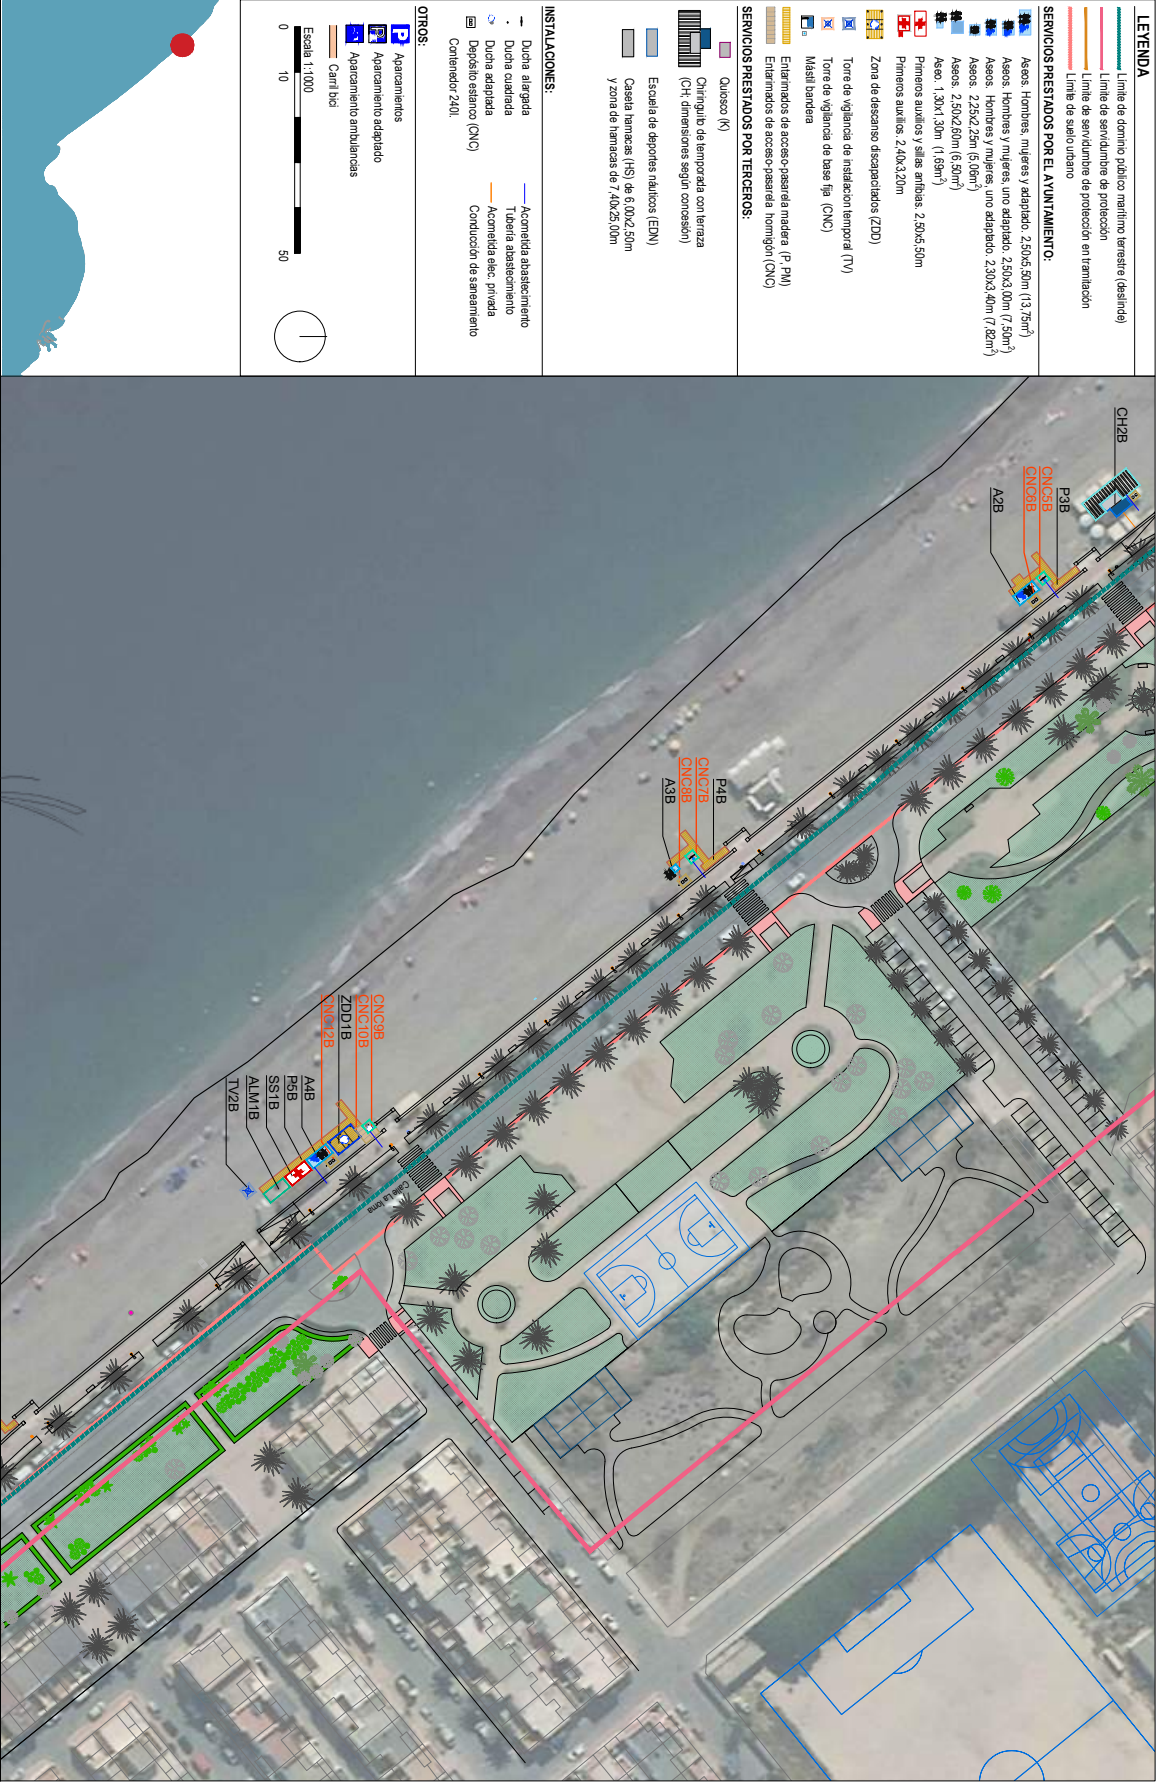 LEYENDA
Límite de dominio público marítimo terrestre (deslinde)
Límite de servidumbre de protección
Límite de servidumbre de protección en tramitación
Límite de suelo urbano
SERVICIOS PRESTADOS POR EL AYUNTAMIENTO:
Aseos. Hombres, mujeres y adaptado. 2,50x5,50m (13,75m²)
Aseos. Hombres y mujeres, uno adaptado. 2,50x3,00m (7,50m²)
Aseos. Hombres y mujeres, uno adaptado. 2,30x3,40m (7,82m²)
Aseos. 2,25x2,25m (5,06m²)
Aseos. 2,50x2,60m (6,50m²)
Aseo. 1,30x1,30m (1,69m²)
Primeros auxilios y sillas anfibias. 2,50x5,50m
Primeros auxilios. 2,40x3,20m
Zona de descanso discapacitados (ZDD)
Torre de vigilancia de instalacion temporal (TV)
Torre de vigilancia de base fija (CNC)
Mástil bandera
Entarimados de acceso-pasarela madera (P, PM)
Entarimados de acceso-pasarela hormigón (CNC)
SERVICIOS PRESTADOS POR TERCEROS:
Quiosco (K)
Chiringuito de temporada con terraza
(CH; dimensiones según concesión)
Escuela de deportes náuticos (EDN)
Caseta hamacas (HS) de 6,00x2,50m
y zona de hamacas de 7,40x25,00m
INSTALACIONES:
Ducha alargada
Ducha cuadrada
Ducha adaptada
Depósito estanco (CNC)
Contenedor 240l.
Acometida abastecimiento
Tubería abastecimiento
Acometida elec. privada
Conducción de saneamiento
OTROS:
P Aparcamientos
Aparcamiento adaptado
Aparcamiento ambulancias
Carril bici
Escala 1:1000
0 10 50
CH2B
P3B
CNC5B
CNC6B
A2B
P4B
CNC7B
CNC8B
A3B
CNC9B
CNC10B
ZDD1B
CNC12B
A4B
P5B
SS1B
ALM1B
TV2B
Calle La loma